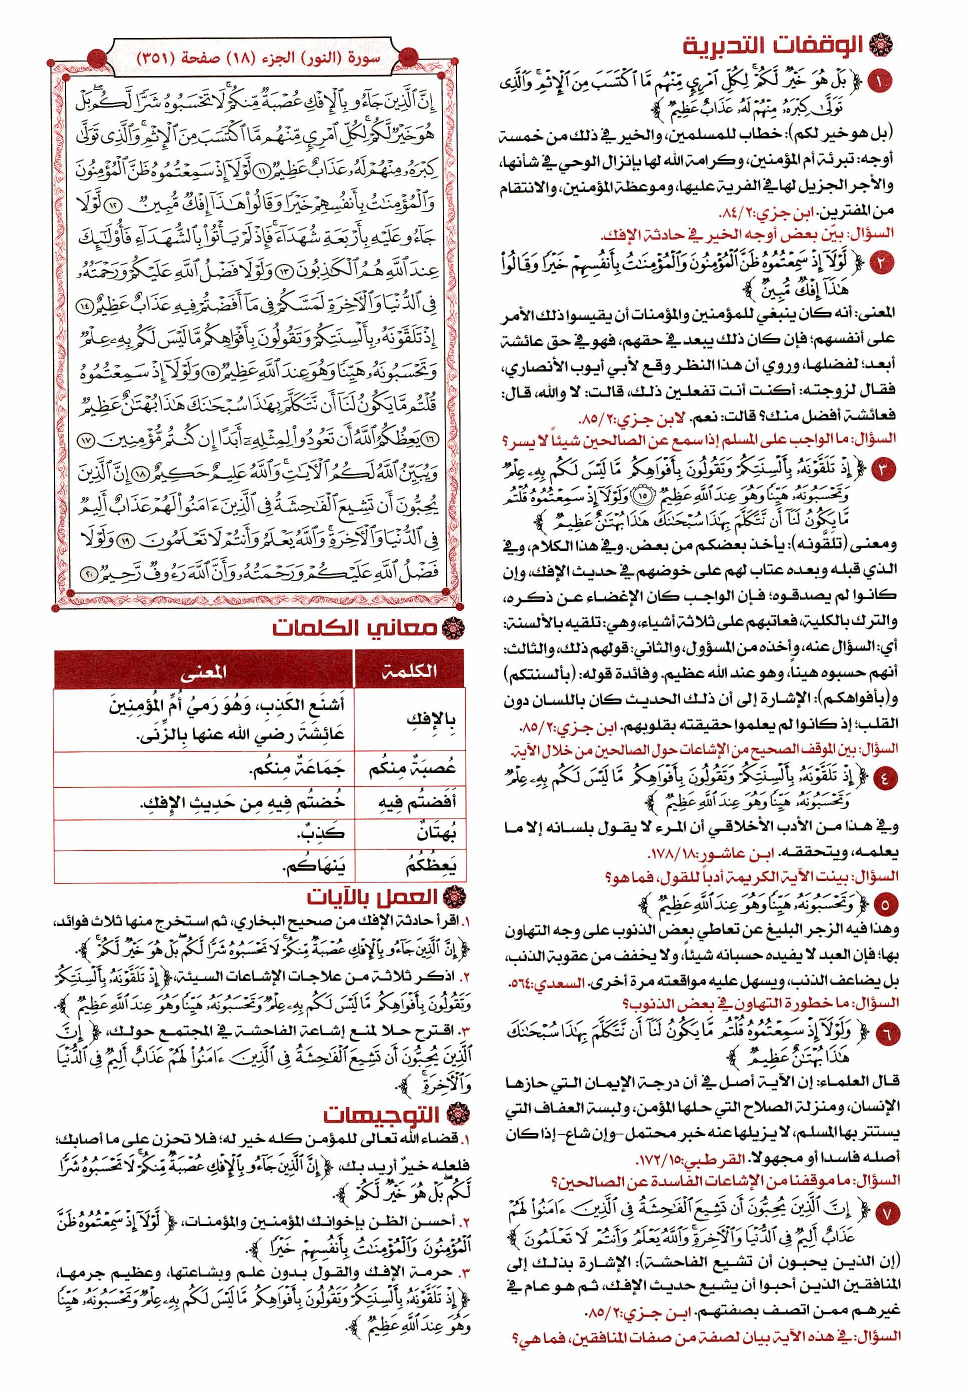 الوقفات التدبرية
١ ﴿ بَلْ هُوَ خَيْرٌ لَّكُمْ ۚ لِكُلِّ امْرِئٍ مِّنْهُم مَّا اكْتَسَبَ مِنَ الْإِثْمِ ۚ وَالَّذِى
تَوَلَّىٰ كِبْرَهُۥ مِنْهُمْ لَهُۥ عَذَابٌ عَظِيمٌ ﴾
(بل هو خير لكم): خطاب للمسلمين، والخير في ذلك من خمسة
أوجه: تبرئة أم المؤمنين، وكرامة الله لها بإنزال الوحي في شأنها،
والأجر الجزيل لها في الفرية عليها، وموعظة المؤمنين، والانتقام
من المفترين. ابن جزي:٨٤/٢.
السؤال: بيّن بعض أوجه الخير في حادثة الإفك.
٢ ﴿ لَّوْلَا إِذْ سَمِعْتُمُوهُ ظَنَّ الْمُؤْمِنُونَ وَالْمُؤْمِنَٰتُ بِأَنفُسِهِمْ خَيْرًا وَقَالُوا
هَٰذَا إِفْكٌ مُّبِينٌ ﴾
المعنى: أنه كان ينبغي للمؤمنين والمؤمنات أن يقيسوا ذلك الأمر
على أنفسهم؛ فإن كان ذلك يبعد في حقهم، فهو في حق عائشة
أبعد؛ لفضلها، وروي أن هذا النظر وقع لأبي أيوب الأنصاري،
فقال لزوجته: أكنت أنت تفعلين ذلك، قالت: لا والله، قال:
فعائشة أفضل منك؟ قالت: نعم. لابن جزي:٨٥/٢.
السؤال: ما الواجب على المسلم إذا سمع عن الصالحين شيئاً لا يسر؟
٣ ﴿ إِذْ تَلَقَّوْنَهُۥ بِأَلْسِنَتِكُمْ وَتَقُولُونَ بِأَفْوَاهِكُم مَّا لَيْسَ لَكُم بِهِۦ عِلْمٌ
وَتَحْسَبُونَهُۥ هَيِّنًا وَهُوَ عِندَ اللَّهِ عَظِيمٌ ﴿١٥﴾ وَلَوْلَا إِذْ سَمِعْتُمُوهُ قُلْتُم
مَّا يَكُونُ لَنَا أَن نَّتَكَلَّمَ بِهَٰذَا سُبْحَٰنَكَ هَٰذَا بُهْتَٰنٌ عَظِيمٌ ﴾
ومعنى (تلقَّونه): يأخذ بعضكم من بعض. وفي هذا الكلام، وفي
الذي قبله وبعده عتاب لهم على خوضهم في حديث الإفك، وإن
كانوا لم يصدقوه؛ فإن الواجب كان الإغضاء عن ذكره،
والترك بالكلية، فعاتبهم على ثلاثة أشياء، وهي: تلقيه بالألسنة:
أي: السؤال عنه، وأخذه من المسؤول، والثاني: قولهم ذلك، والثالث:
أنهم حسبوه هيناً، وهو عند الله عظيم. وفائدة قوله: (بألسنتكم)
و(بأفواهكم): الإشارة إلى أن ذلك الحديث كان باللسان دون
القلب؛ إذ كانوا لم يعلموا حقيقته بقلوبهم. ابن جزي:٨٥/٢.
السؤال: بين الموقف الصحيح من الإشاعات حول الصالحين من خلال الآية.
٤ ﴿ إِذْ تَلَقَّوْنَهُۥ بِأَلْسِنَتِكُمْ وَتَقُولُونَ بِأَفْوَاهِكُم مَّا لَيْسَ لَكُم بِهِۦ عِلْمٌ
وَتَحْسَبُونَهُۥ هَيِّنًا وَهُوَ عِندَ اللَّهِ عَظِيمٌ ﴾
وفي هذا من الأدب الأخلاقي أن المرء لا يقول بلسانه إلا ما
يعلمه، ويتحققه. ابن عاشور:١٧٨/١٨.
السؤال: بينت الآية الكريمة أدباً للقول، فما هو؟
٥ ﴿ وَتَحْسَبُونَهُۥ هَيِّنًا وَهُوَ عِندَ اللَّهِ عَظِيمٌ ﴾
وهذا فيه الزجر البليغ عن تعاطي بعض الذنوب على وجه التهاون
بها؛ فإن العبد لا يفيده حسبانه شيئاً، ولا يخفف من عقوبة الذنب،
بل يضاعف الذنب، ويسهل عليه مواقعته مرة أخرى. السعدي:٥٦٤.
السؤال: ما خطورة التهاون في بعض الذنوب؟
٦ ﴿ وَلَوْلَا إِذْ سَمِعْتُمُوهُ قُلْتُم مَّا يَكُونُ لَنَا أَن نَّتَكَلَّمَ بِهَٰذَا سُبْحَٰنَكَ
هَٰذَا بُهْتَٰنٌ عَظِيمٌ ﴾
قال العلماء: إن الآية أصل في أن درجة الإيمان التي حازها
الإنسان، ومنزلة الصلاح التي حلها المؤمن، ولبسة العفاف التي
يستتر بها المسلم، لا يزيلها عنه خبر محتمل-وإن شاع-إذا كان
أصله فاسدا أو مجهولا. القرطبي:١٧٢/١٥.
السؤال: ما موقفنا من الإشاعات الفاسدة عن الصالحين؟
٧ ﴿ إِنَّ الَّذِينَ يُحِبُّونَ أَن تَشِيعَ الْفَٰحِشَةُ فِى الَّذِينَ ءَامَنُوا لَهُمْ
عَذَابٌ أَلِيمٌ فِى الدُّنْيَا وَالْءَاخِرَةِ ۚ وَاللَّهُ يَعْلَمُ وَأَنتُمْ لَا تَعْلَمُونَ ﴾
(إن الذين يحبون أن تشيع الفاحشة): الإشارة بذلك إلى
المنافقين الذين أحبوا أن يشيع حديث الإفك، ثم هو عام في
غيرهم ممن اتصف بصفتهم. ابن جزي:٨٥/٢.
السؤال: في هذه الآية بيان لصفة من صفات المنافقين، فما هي؟
سورة (النور) الجزء (١٨) صفحة (٣٥١)
إِنَّ الَّذِينَ جَآءُو بِالْإِفْكِ عُصْبَةٌ مِّنكُمْ ۚ لَا تَحْسَبُوهُ شَرًّا لَّكُم ۖ بَلْ
هُوَ خَيْرٌ لَّكُمْ ۚ لِكُلِّ امْرِئٍ مِّنْهُم مَّا اكْتَسَبَ مِنَ الْإِثْمِ ۚ وَالَّذِى تَوَلَّىٰ
كِبْرَهُۥ مِنْهُمْ لَهُۥ عَذَابٌ عَظِيمٌ ١١ لَّوْلَآ إِذْ سَمِعْتُمُوهُ ظَنَّ الْمُؤْمِنُونَ
وَالْمُؤْمِنَٰتُ بِأَنفُسِهِمْ خَيْرًا وَقَالُوا هَٰذَآ إِفْكٌ مُّبِينٌ ١٢ لَّوْلَا
جَآءُو عَلَيْهِ بِأَرْبَعَةِ شُهَدَآءَ ۚ فَإِذْ لَمْ يَأْتُوا بِالشُّهَدَآءِ فَأُولَٰٓئِكَ
عِندَ اللَّهِ هُمُ الْكَٰذِبُونَ ١٣ وَلَوْلَا فَضْلُ اللَّهِ عَلَيْكُمْ وَرَحْمَتُهُۥ
فِى الدُّنْيَا وَالْءَاخِرَةِ لَمَسَّكُمْ فِى مَآ أَفَضْتُمْ فِيهِ عَذَابٌ عَظِيمٌ ١٤
إِذْ تَلَقَّوْنَهُۥ بِأَلْسِنَتِكُمْ وَتَقُولُونَ بِأَفْوَاهِكُم مَّا لَيْسَ لَكُم بِهِۦ عِلْمٌ
وَتَحْسَبُونَهُۥ هَيِّنًا وَهُوَ عِندَ اللَّهِ عَظِيمٌ ١٥ وَلَوْلَآ إِذْ سَمِعْتُمُوهُ
قُلْتُم مَّا يَكُونُ لَنَآ أَن نَّتَكَلَّمَ بِهَٰذَا سُبْحَٰنَكَ هَٰذَا بُهْتَٰنٌ عَظِيمٌ
١٦ يَعِظُكُمُ اللَّهُ أَن تَعُودُوا لِمِثْلِهِۦٓ أَبَدًا إِن كُنتُم مُّؤْمِنِينَ ١٧
وَيُبَيِّنُ اللَّهُ لَكُمُ الْءَايَٰتِ ۚ وَاللَّهُ عَلِيمٌ حَكِيمٌ ١٨ إِنَّ الَّذِينَ
يُحِبُّونَ أَن تَشِيعَ الْفَٰحِشَةُ فِى الَّذِينَ ءَامَنُوا لَهُمْ عَذَابٌ أَلِيمٌ
فِى الدُّنْيَا وَالْءَاخِرَةِ ۚ وَاللَّهُ يَعْلَمُ وَأَنتُمْ لَا تَعْلَمُونَ ١٩ وَلَوْلَا
فَضْلُ اللَّهِ عَلَيْكُمْ وَرَحْمَتُهُۥ وَأَنَّ اللَّهَ رَءُوفٌ رَّحِيمٌ ٢٠
معاني الكلمات
الكلمة المعنى
بِالإِفكِ أَشنَعِ الكَذِبِ، وَهُوَ رَميُ أُمِّ المُؤمِنِينَ
عَائِشَةَ رضي الله عنها بِالزِّنَى.
عُصبَةٌ مِنكُم جَمَاعَةٌ مِنكُم.
أَفَضتُم فِيهِ خُضتُم فِيهِ مِن حَدِيثِ الإِفكِ.
بُهتَانٌ كَذِبٌ.
يَعِظُكُمُ يَنهَاكُم.
العمل بالآيات
١. اقرأ حادثة الإفك من صحيح البخاري، ثم استخرج منها ثلاث فوائد،
﴿ إِنَّ الَّذِينَ جَآءُو بِالْإِفْكِ عُصْبَةٌ مِّنكُمْ ۚ لَا تَحْسَبُوهُ شَرًّا لَّكُم ۖ بَلْ هُوَ خَيْرٌ لَّكُمْ ﴾.
٢. اذكر ثلاثة من علاجات الإشاعات السيئة، ﴿ إِذْ تَلَقَّوْنَهُۥ بِأَلْسِنَتِكُمْ
وَتَقُولُونَ بِأَفْوَاهِكُم مَّا لَيْسَ لَكُم بِهِۦ عِلْمٌ وَتَحْسَبُونَهُۥ هَيِّنًا وَهُوَ عِندَ اللَّهِ عَظِيمٌ ﴾.
٣. اقترح حلا لمنع إشاعة الفاحشة في المجتمع حولك، ﴿ إِنَّ
الَّذِينَ يُحِبُّونَ أَن تَشِيعَ الْفَٰحِشَةُ فِى الَّذِينَ ءَامَنُوا لَهُمْ عَذَابٌ أَلِيمٌ فِى الدُّنْيَا
وَالْءَاخِرَةِ ﴾.
التوجيهات
١. قضاء الله تعالى للمؤمن كله خير له؛ فلا تحزن على ما أصابك؛
فلعله خيرٌ أريد بك، ﴿ إِنَّ الَّذِينَ جَآءُو بِالْإِفْكِ عُصْبَةٌ مِّنكُمْ ۚ لَا تَحْسَبُوهُ شَرًّا
لَّكُم ۖ بَلْ هُوَ خَيْرٌ لَّكُمْ ﴾.
٢. أحسن الظن بإخوانك المؤمنين والمؤمنات، ﴿ لَّوْلَآ إِذْ سَمِعْتُمُوهُ ظَنَّ
الْمُؤْمِنُونَ وَالْمُؤْمِنَٰتُ بِأَنفُسِهِمْ خَيْرًا ﴾.
٣. حرمة الإفك والقول بدون علم وبشاعتها، وعظيم جرمها،
﴿ إِذْ تَلَقَّوْنَهُۥ بِأَلْسِنَتِكُمْ وَتَقُولُونَ بِأَفْوَاهِكُم مَّا لَيْسَ لَكُم بِهِۦ عِلْمٌ وَتَحْسَبُونَهُۥ هَيِّنًا
وَهُوَ عِندَ اللَّهِ عَظِيمٌ ﴾.